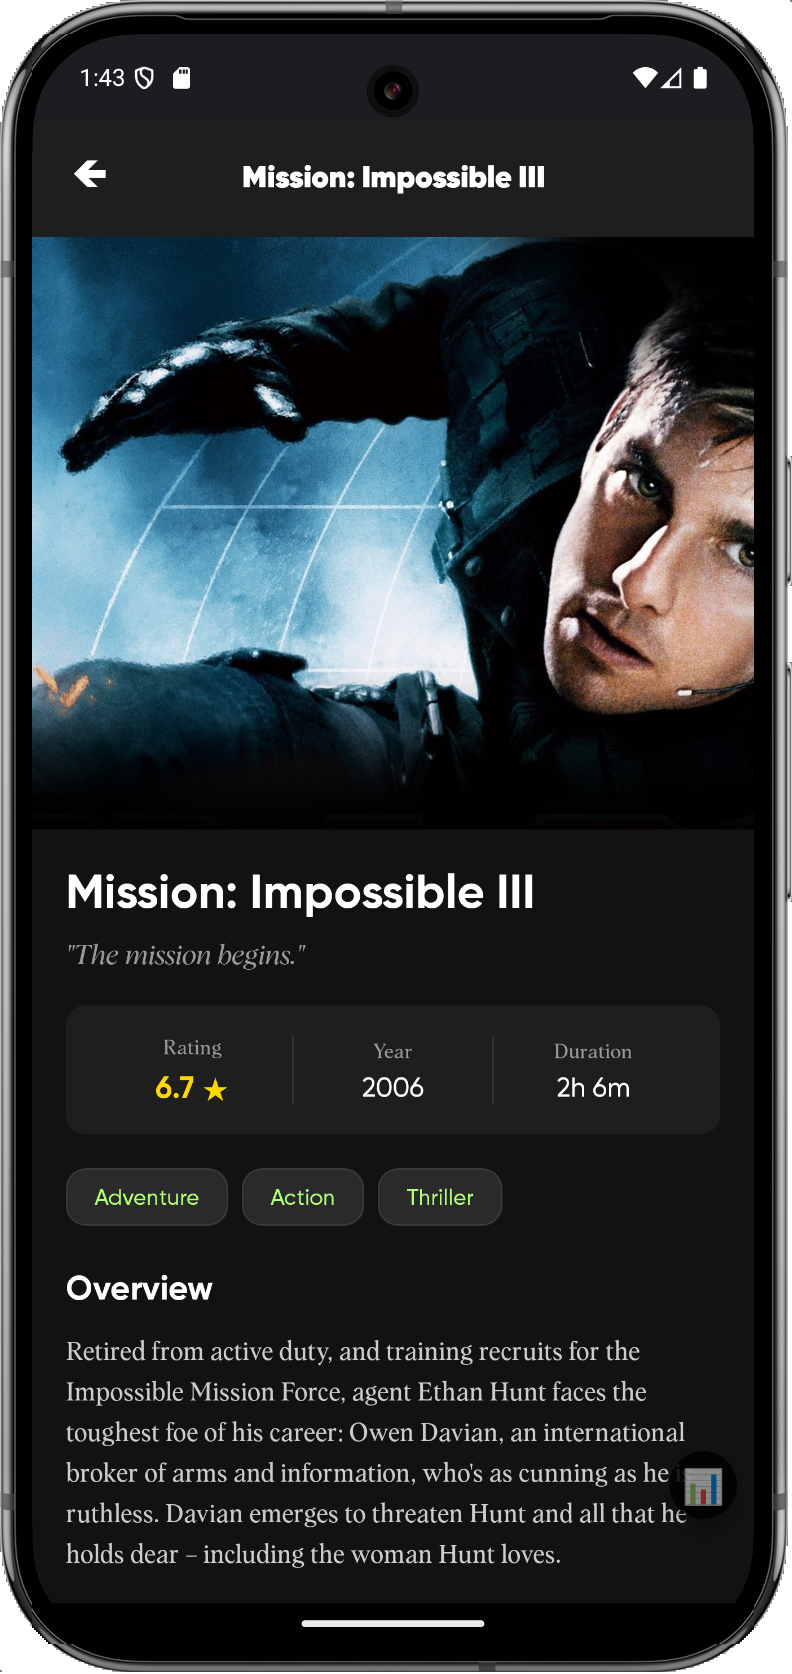 1:43
Mission: Impossible III
Mission: Impossible III
"The mission begins."
Rating Year Duration
6.7 ★ 2006 2h 6m
Adventure Action Thriller
Overview
Retired from active duty, and training recruits for the
Impossible Mission Force, agent Ethan Hunt faces the
toughest foe of his career: Owen Davian, an international
broker of arms and information, who's as cunning as he is
ruthless. Davian emerges to threaten Hunt and all that he
holds dear – including the woman Hunt loves.